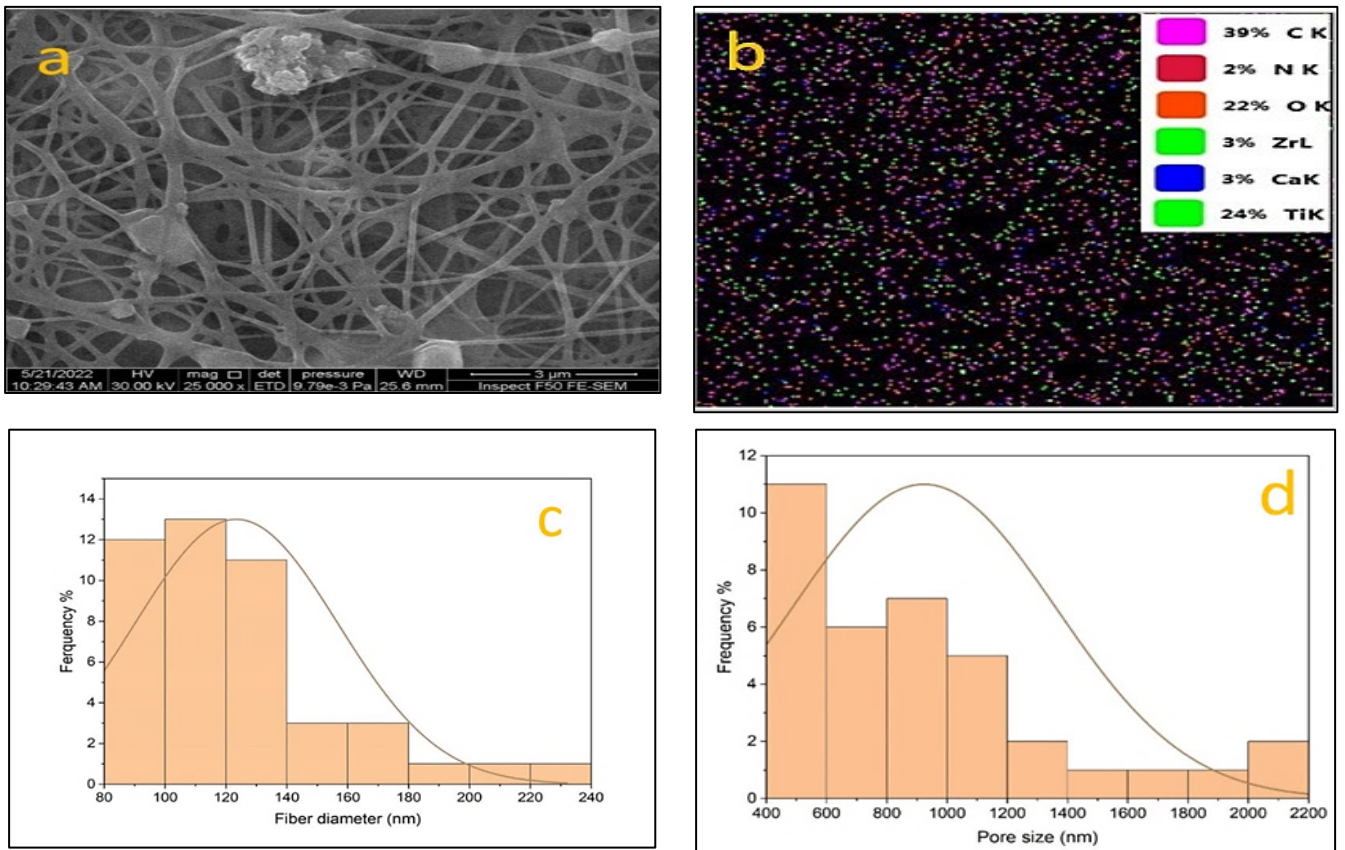 a
5/21/2022 HV mag det pressure WD 3 µm
10:29:43 AM 30.00 kV 25 000 x ETD 9.79e-3 Pa 25.6 mm Inspect F50 FE-SEM
b
39% C K
2% N K
22% O K
3% ZrL
3% CaK
24% TiK
c
Ferquency %
14
12
10
8
6
4
2
0
80 100 120 140 160 180 200 220 240
Fiber diameter (nm)
d
Frequency %
12
10
8
6
4
2
0
400 600 800 1000 1200 1400 1600 1800 2000 2200
Pore size (nm)